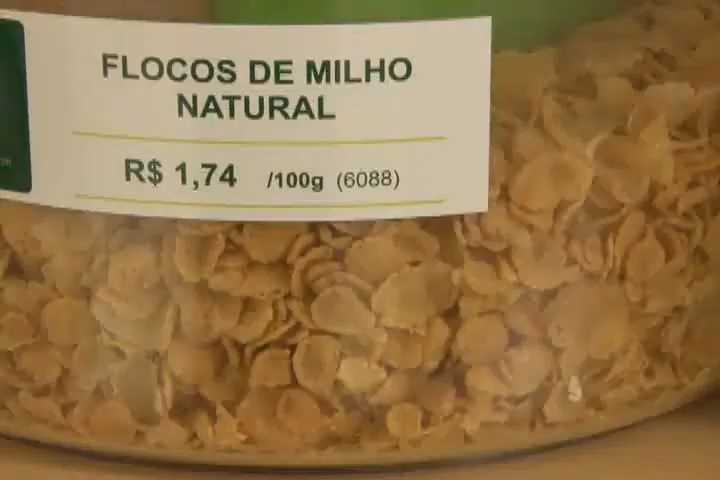 FLOCOS DE MILHO
NATURAL
R$ 1,74 /100g (6088)